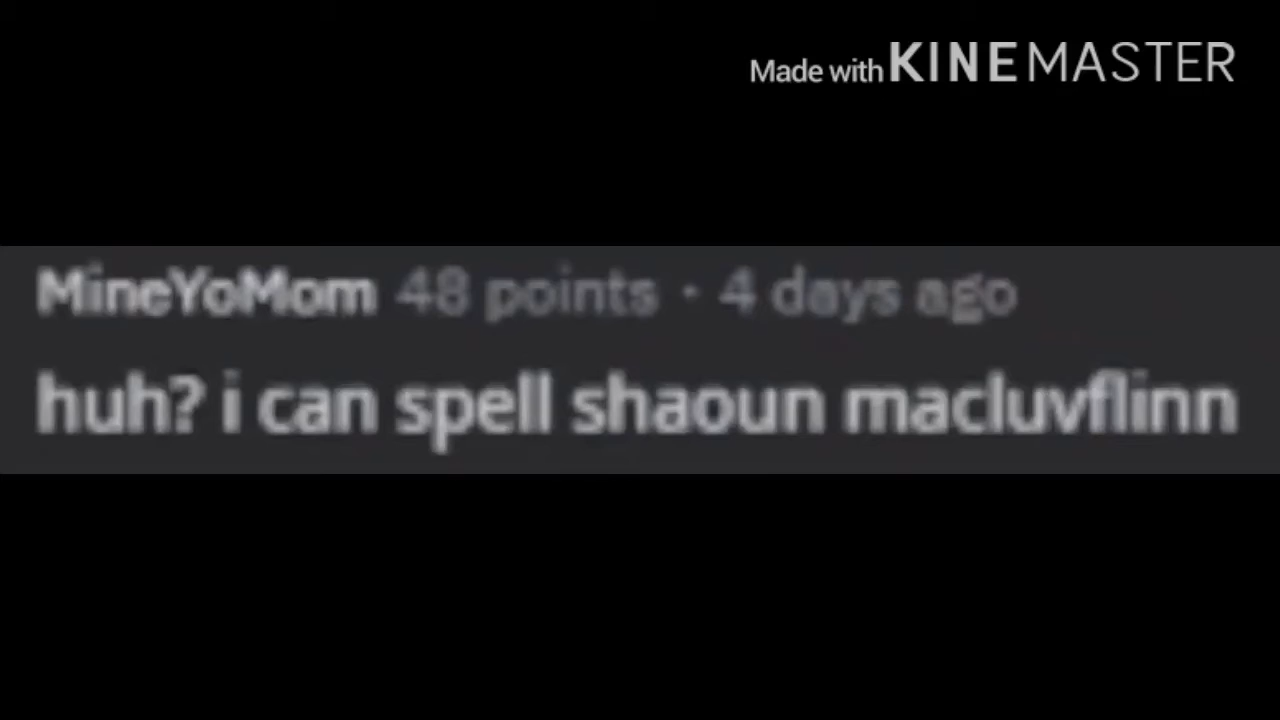 Made with KINEMASTER
MineYoMom 48 points · 4 days ago
huh? i can spell shaoun macluvflinn